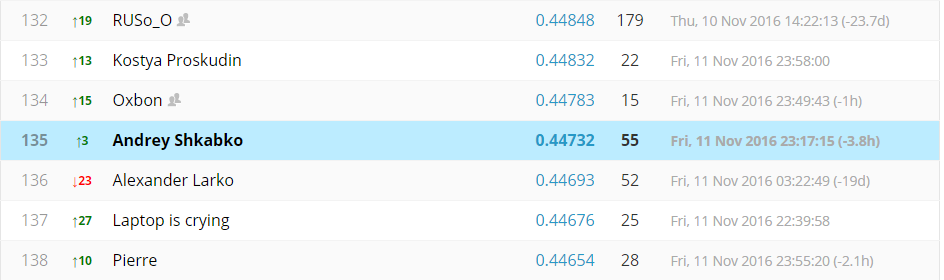 132 ↑19 RUSo_O 0.44848 179 Thu, 10 Nov 2016 14:22:13 (-23.7d)
133 ↑13 Kostya Proskudin 0.44832 22 Fri, 11 Nov 2016 23:58:00
134 ↑15 Oxbon 0.44783 15 Fri, 11 Nov 2016 23:49:43 (-1h)
135 ↑3 Andrey Shkabko 0.44732 55 Fri, 11 Nov 2016 23:17:15 (-3.8h)
136 ↓23 Alexander Larko 0.44693 52 Fri, 11 Nov 2016 03:22:49 (-19d)
137 ↑27 Laptop is crying 0.44676 25 Fri, 11 Nov 2016 22:39:58
138 ↑10 Pierre 0.44654 28 Fri, 11 Nov 2016 23:55:20 (-2.1h)